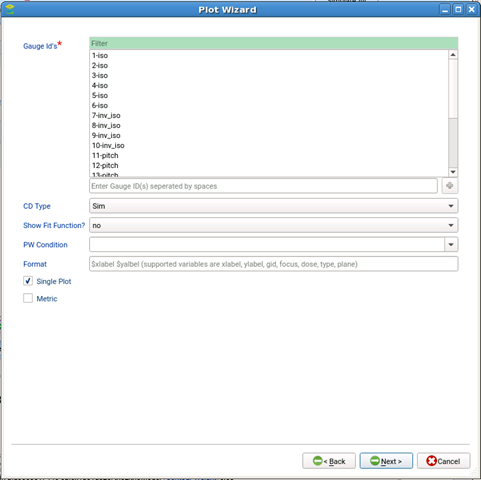 Plot Wizard
Gauge Id's*
Filter
1-iso
2-iso
3-iso
4-iso
5-iso
6-iso
7-inv_iso
8-inv_iso
9-inv_iso
10-inv_iso
11-pitch
12-pitch
13-pitch
Enter Gauge ID(s) seperated by spaces
CD Type
Sim
Show Fit Function?
no
PW Condition
Format
$xlabel $yalbel (supported variables are xlabel, ylabel, gid, focus, dose, type, plane)
Single Plot
Metric
< Back
Next >
Cancel